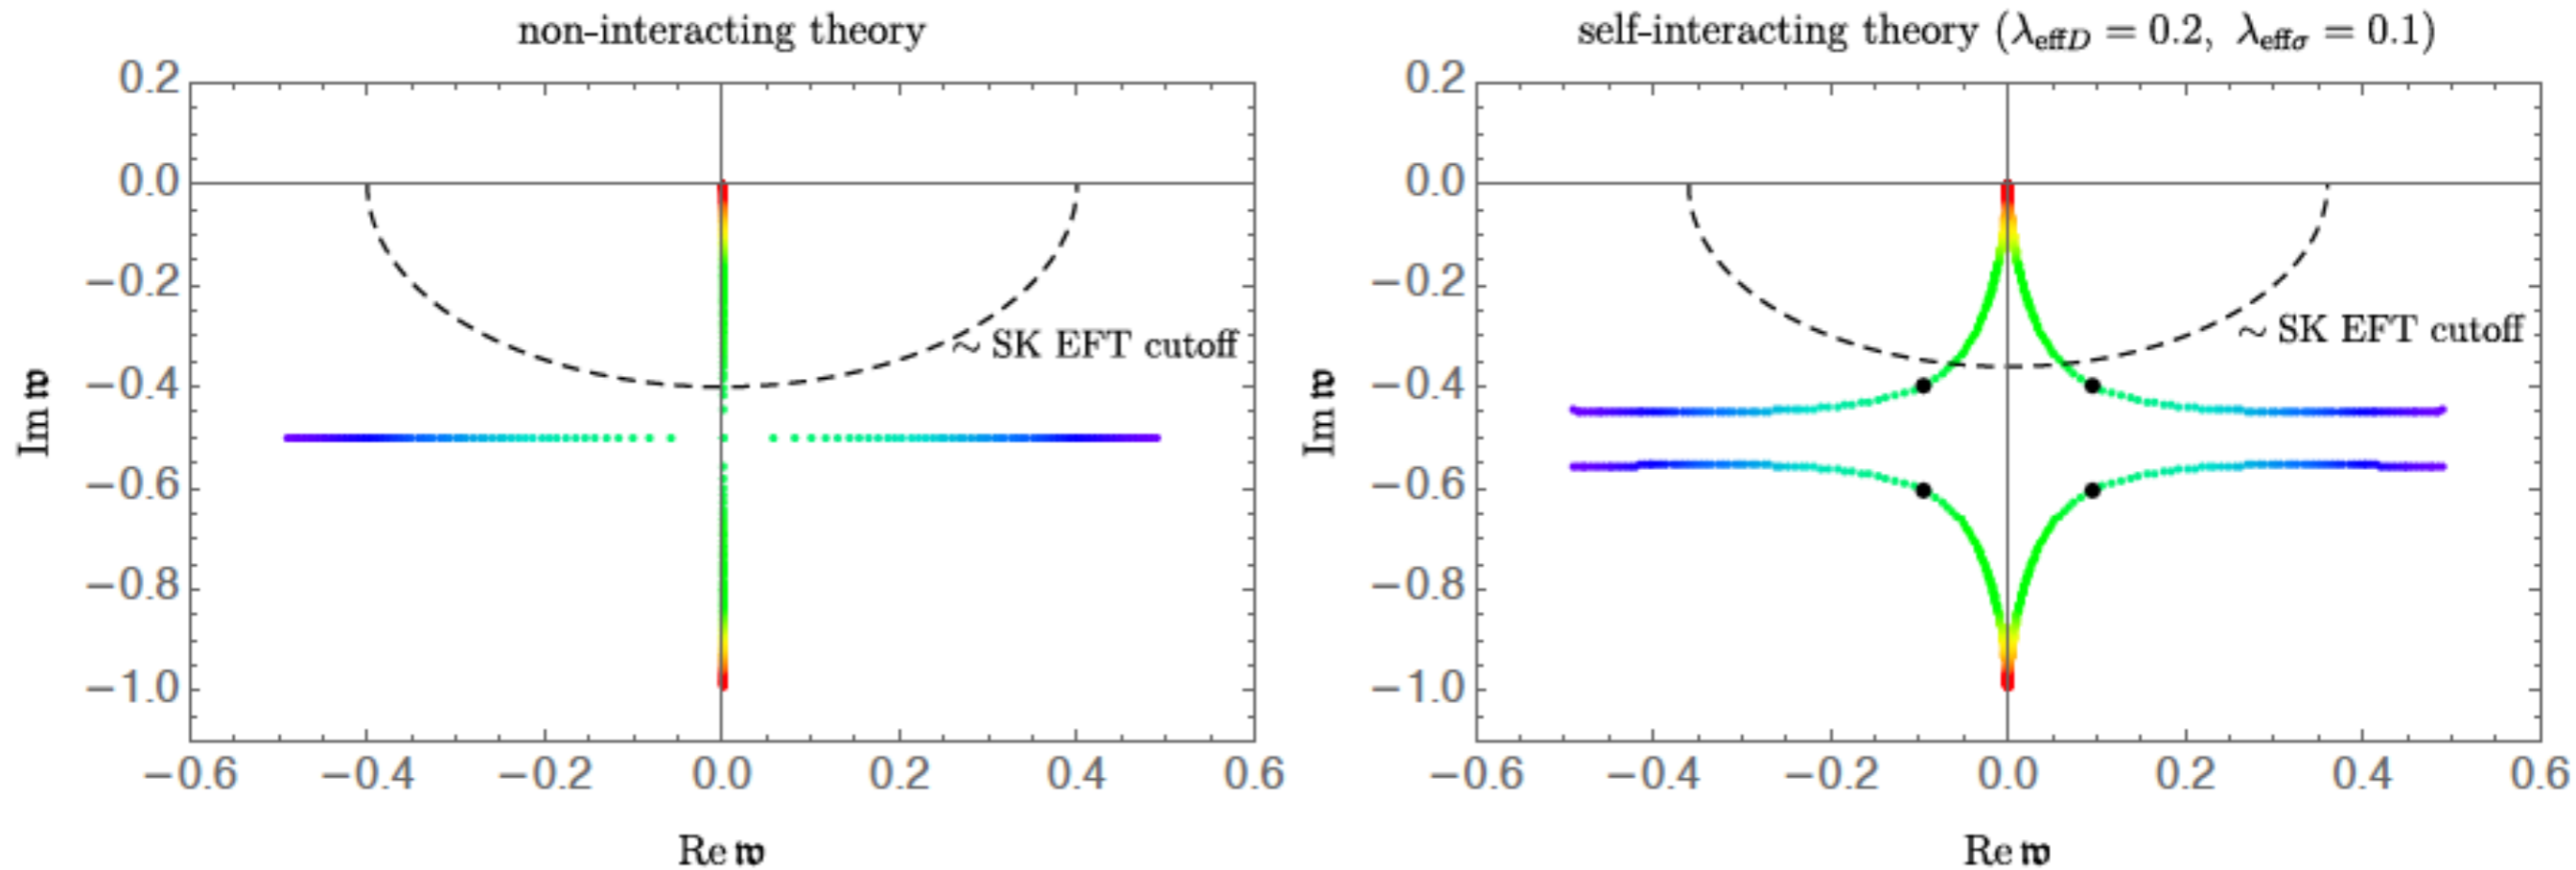 non-interacting theory
0.2
0.0
−0.2
−0.4
−0.6
−0.8
−1.0
Im 𝔴
∼ SK EFT cutoff
−0.6 −0.4 −0.2 0.0 0.2 0.4 0.6
Re 𝔴
self-interacting theory (λeffD = 0.2, λeffσ = 0.1)
0.2
0.0
−0.2
−0.4
−0.6
−0.8
−1.0
Im 𝔴
∼ SK EFT cutoff
−0.6 −0.4 −0.2 0.0 0.2 0.4 0.6
Re 𝔴